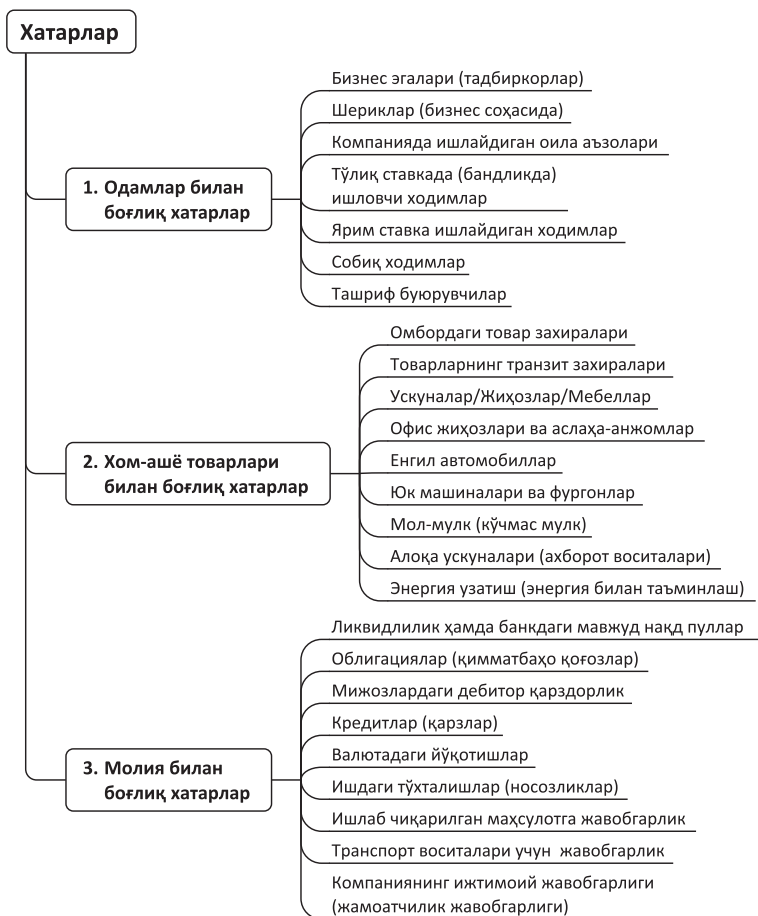 Хатарлар
1. Одамлар билан
боғлиқ хатарлар
Бизнес эгалари (тадбиркорлар)
Шериклар (бизнес соҳасида)
Компанияда ишлайдиган оила аъзолари
Тўлиқ ставкада (бандликда)
ишловчи ходимлар
Ярим ставка ишлайдиган ходимлар
Собиқ ходимлар
Ташриф буюрувчилар
2. Хом-ашё товарлари
билан боғлиқ хатарлар
Омбордаги товар захиралари
Товарларнинг транзит захиралари
Ускуналар/Жиҳозлар/Мебеллар
Офис жиҳозлари ва аслаҳа-анжомлар
Енгил автомобиллар
Юк машиналари ва фургонлар
Мол-мулк (кўчмас мулк)
Алоқа ускуналари (ахборот воситалари)
Энергия узатиш (энергия билан таъминлаш)
3. Молия билан
боғлиқ хатарлар
Ликвидлилик ҳамда банкдаги мавжуд нақд пуллар
Облигациялар (қимматбаҳо қоғозлар)
Мижозлардаги дебитор қарздорлик
Кредитлар (қарзлар)
Валютадаги йўқотишлар
Ишдаги тўхталишлар (носозликлар)
Ишлаб чиқарилган маҳсулотга жавобгарлик
Транспорт воситалари учун жавобгарлик
Компаниянинг ижтимоий жавобгарлиги
(жамоатчилик жавобгарлиги)